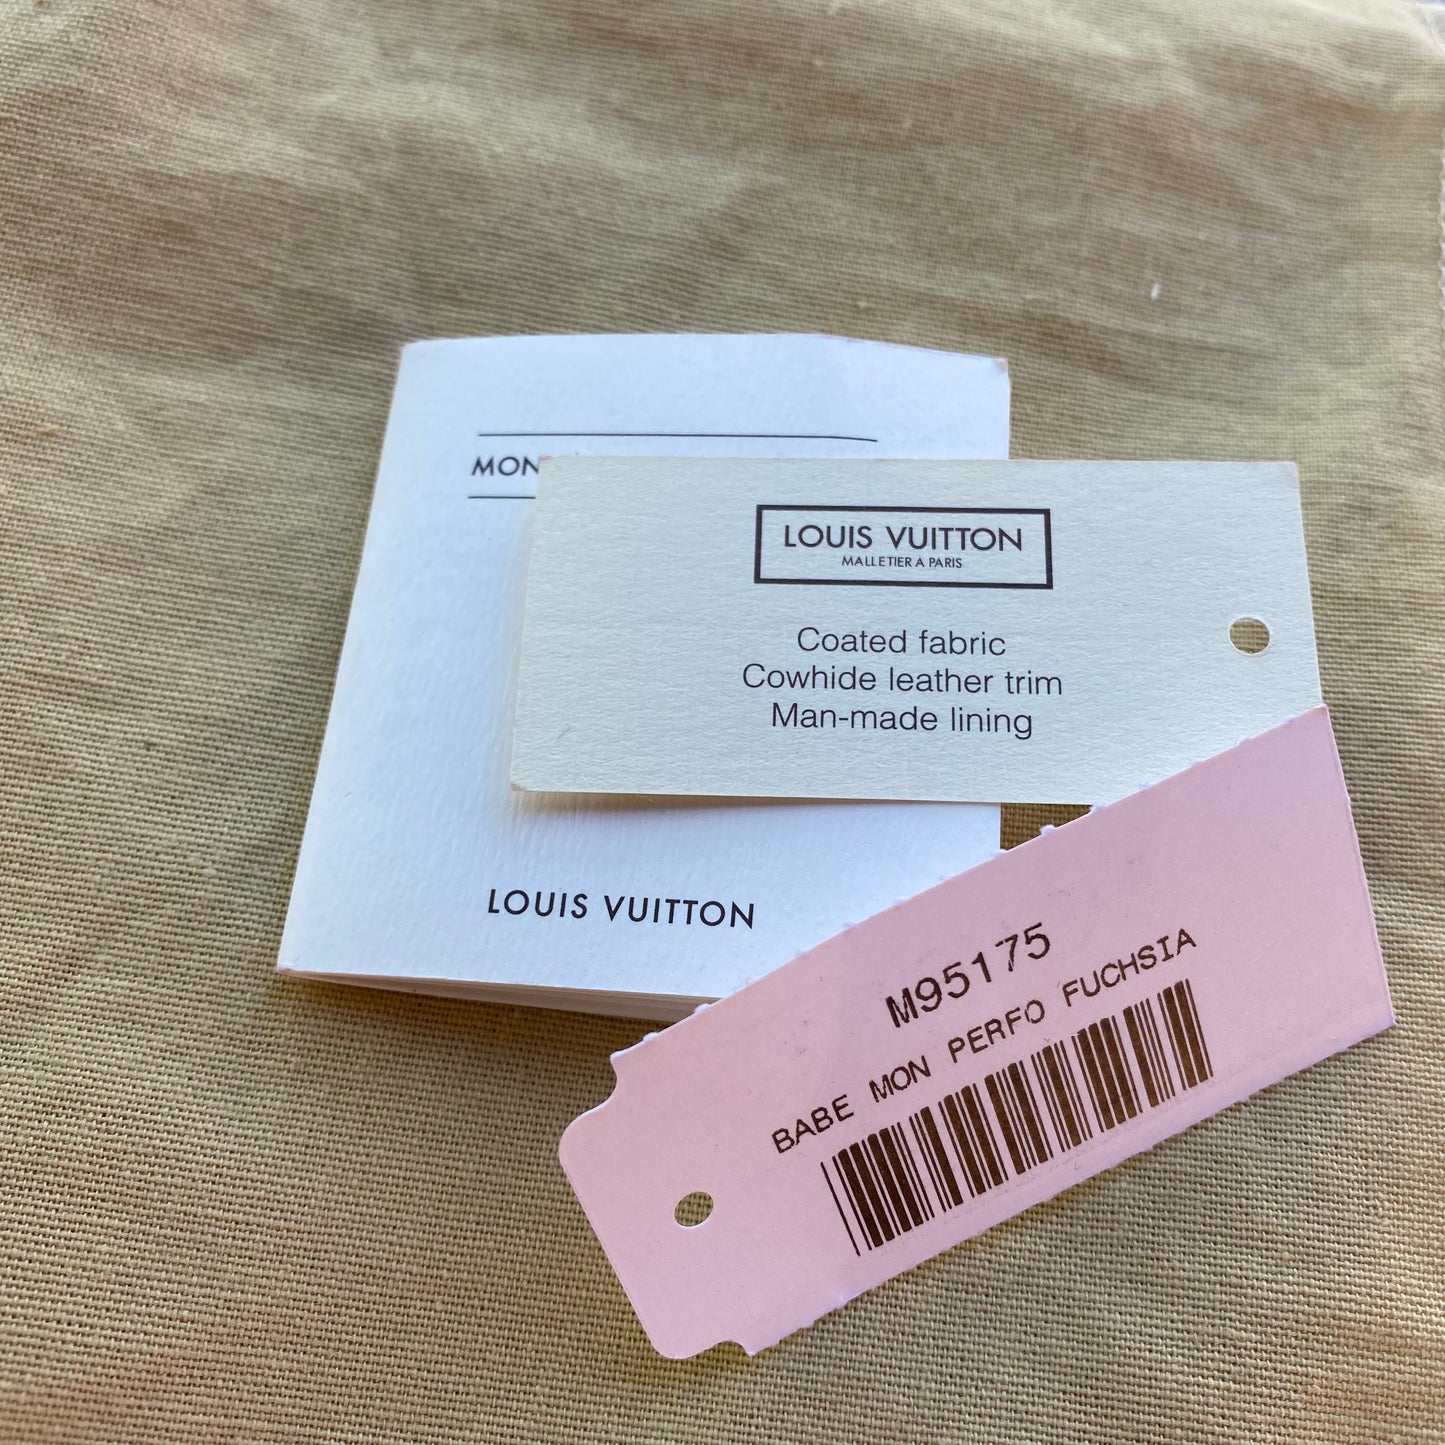 MON
LOUIS VUITTON
MALLETIER A PARIS
Coated fabric
Cowhide leather trim
Man-made lining
LOUIS VUITTON
M95175
BABE MON PERFO FUCHSIA